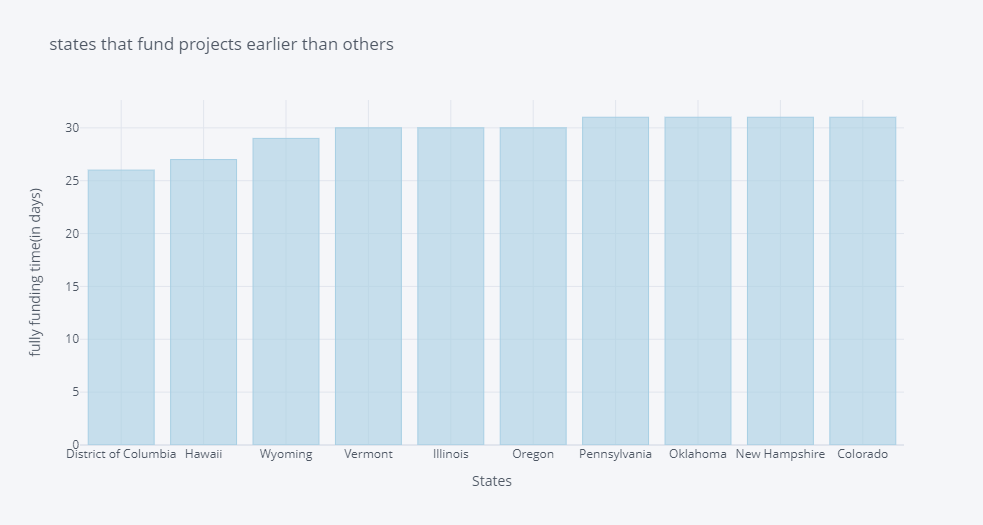 states that fund projects earlier than others
fully funding time(in days)
30
25
20
15
10
5
0
District of Columbia Hawaii Wyoming Vermont Illinois Oregon Pennsylvania Oklahoma New Hampshire Colorado
States